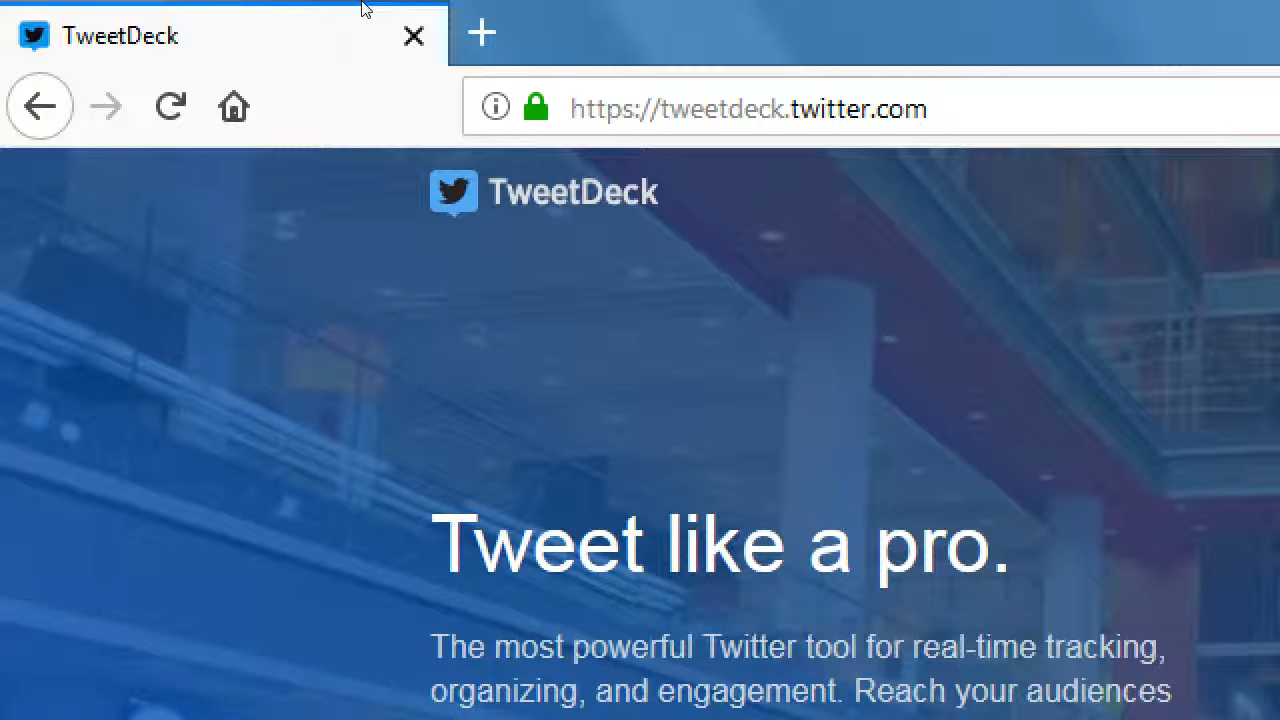 TweetDeck
https://tweetdeck.twitter.com
TweetDeck
Tweet like a pro.
The most powerful Twitter tool for real-time tracking,
organizing, and engagement. Reach your audiences